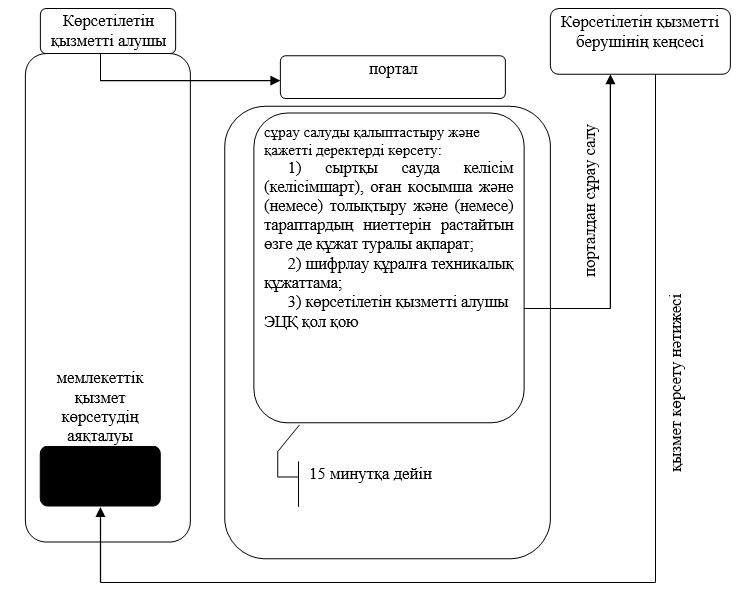 Көрсетілетін
қызметті алушы
портал
Көрсетілетін қызметті
берушінің кеңсесі
сұрау салуды қалыптастыру және
қажетті деректерді көрсету:
1) сыртқы сауда келісім
(келісімшарт), оған косымша және
(немесе) толықтыру және (немесе)
тараптардың ниеттерін растайтын
өзге де құжат туралы ақпарат;
2) шифрлау құралға техникалық
құжаттама;
3) көрсетілетін қызметті алушы
ЭЦҚ қол қою
15 минутқа дейін
порталдан сұрау салу
қызмет көрсету нәтижесі
мемлекеттік
қызмет
көрсетудің
аяқталуы